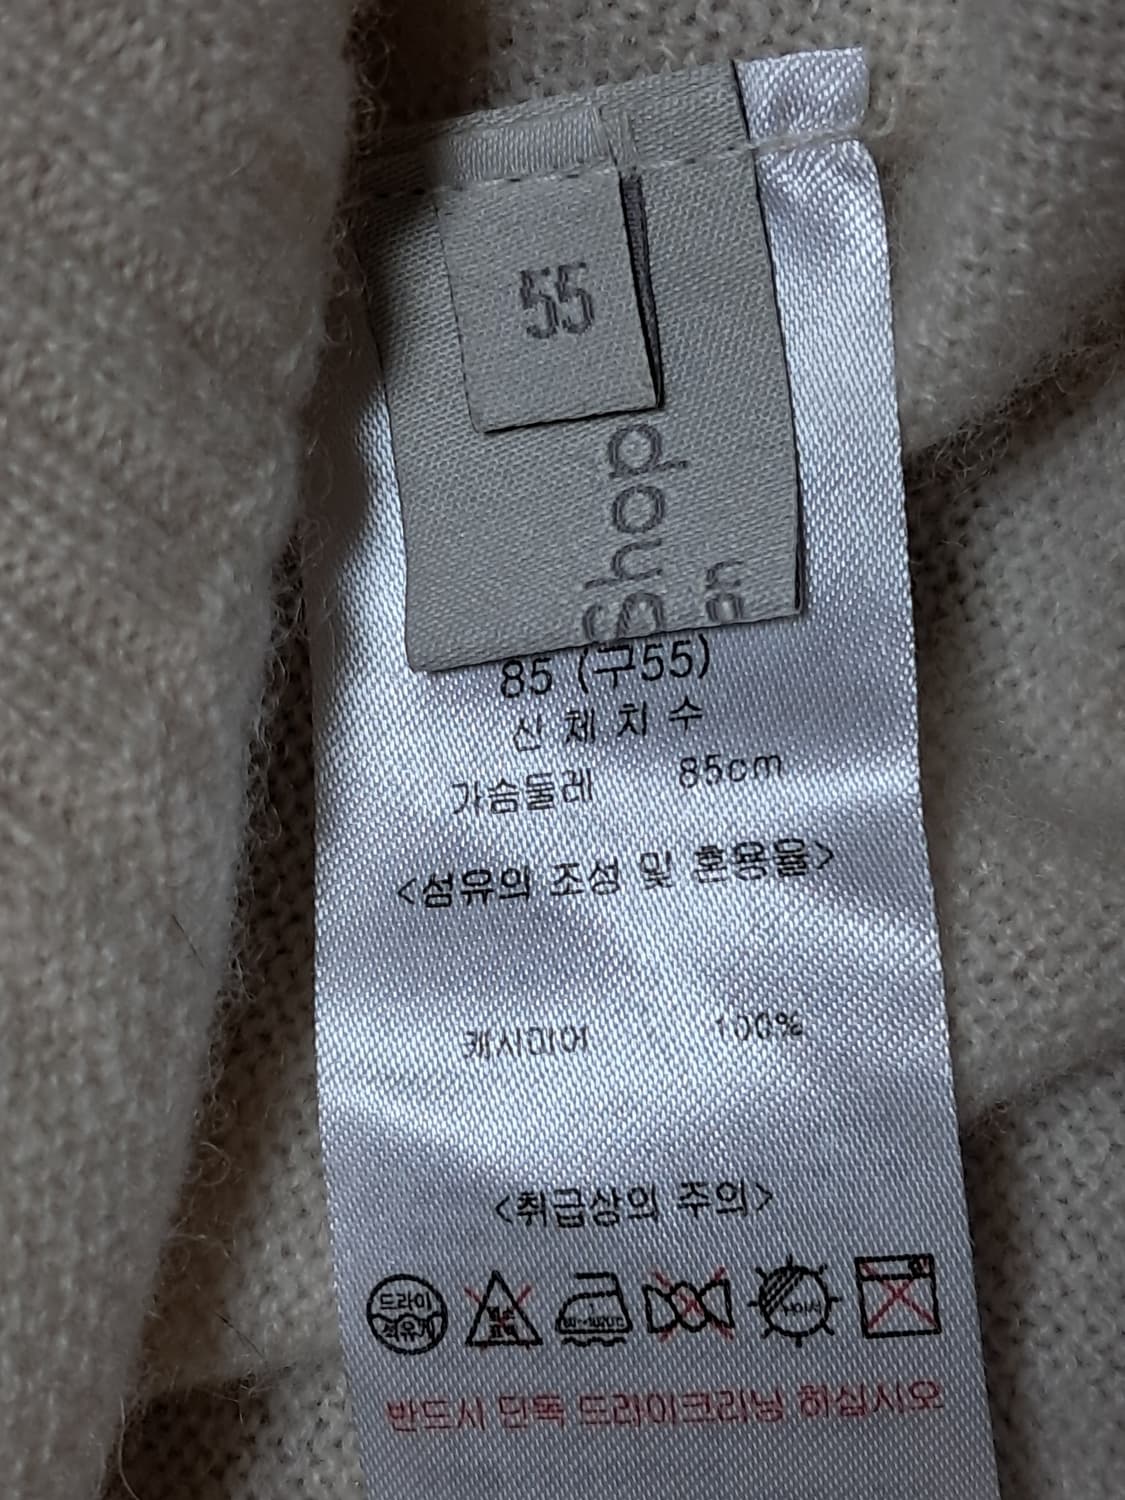 55
Shop
en
85 (구55)
신체치수
가슴둘레 85cm
<섬유의 조성 및 혼용율>
캐시미어 100%
<취급상의 주의>
드라이
석유계
반드시 단독 드라이크리닝 하십시오